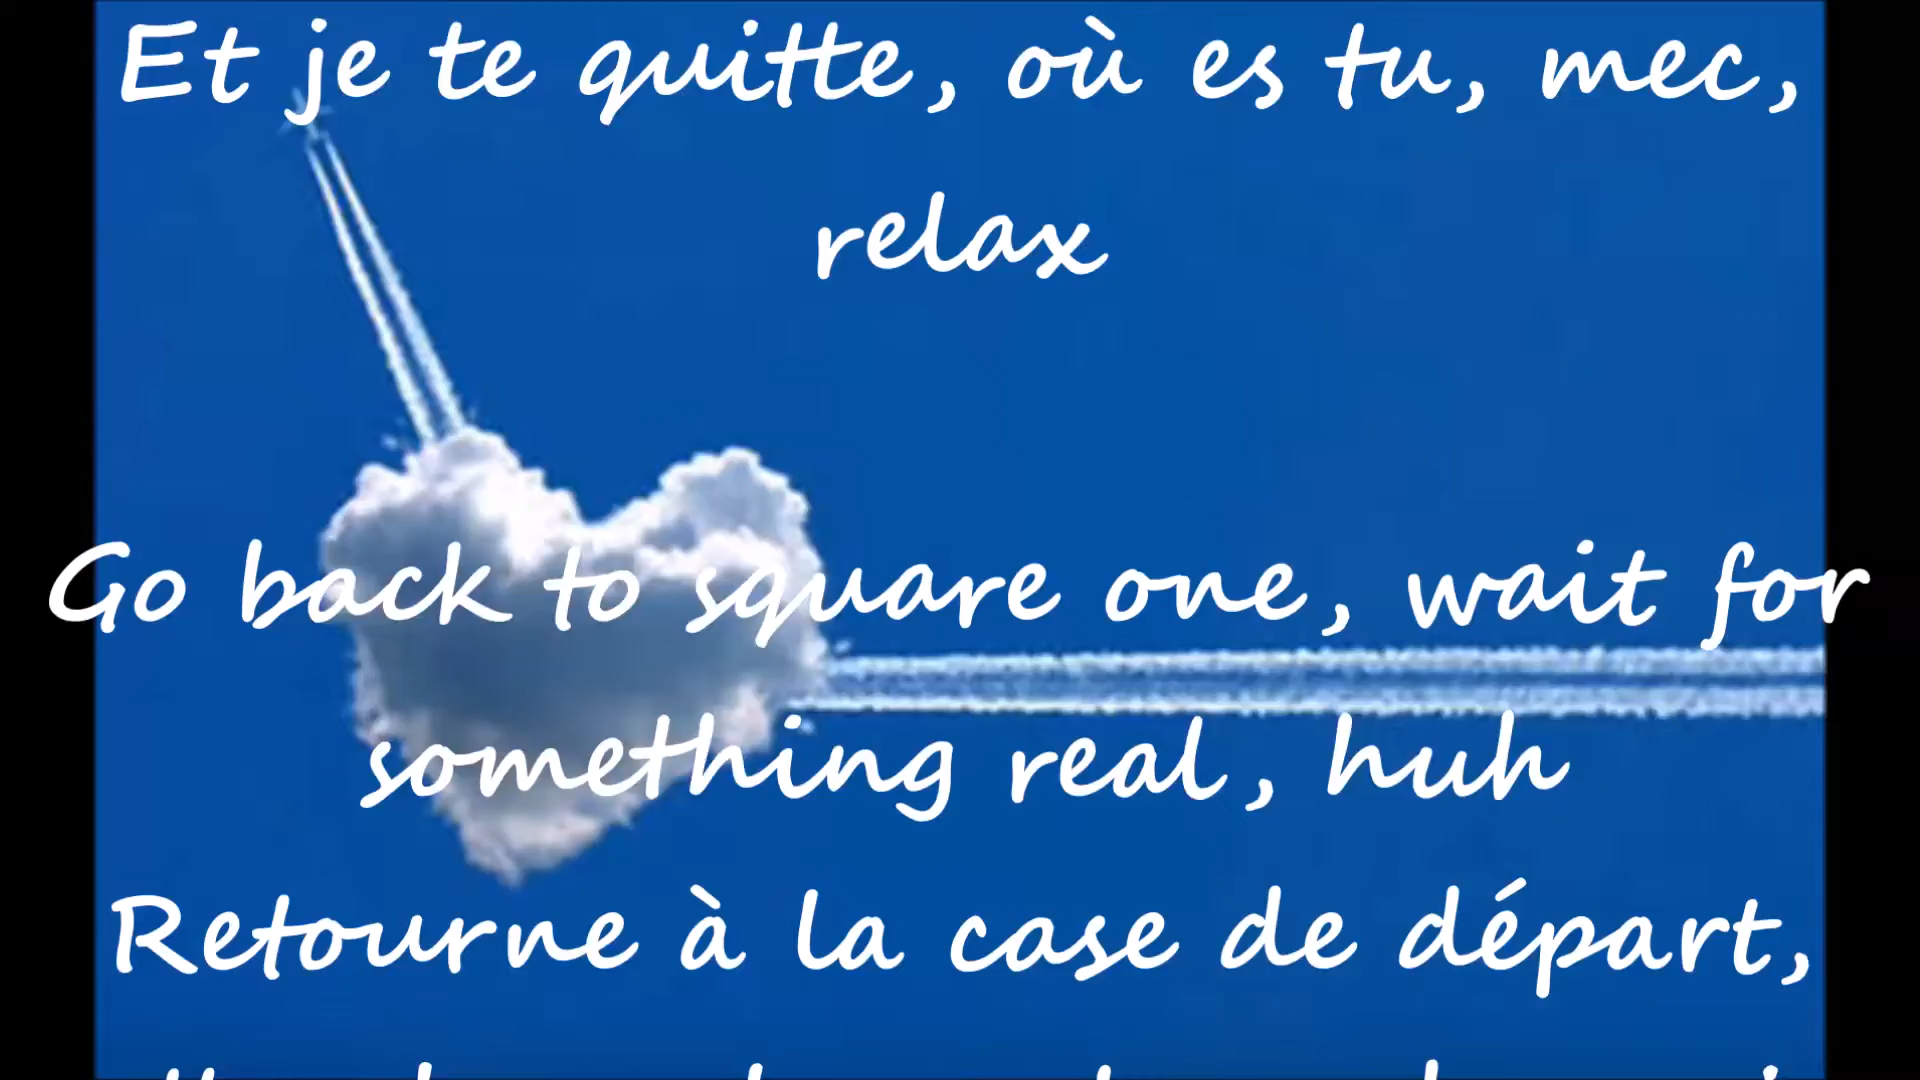 Et je te quitte, où es tu, mec,
relax
Go back to square one, wait for
something real, huh
Retourne à la case de départ,